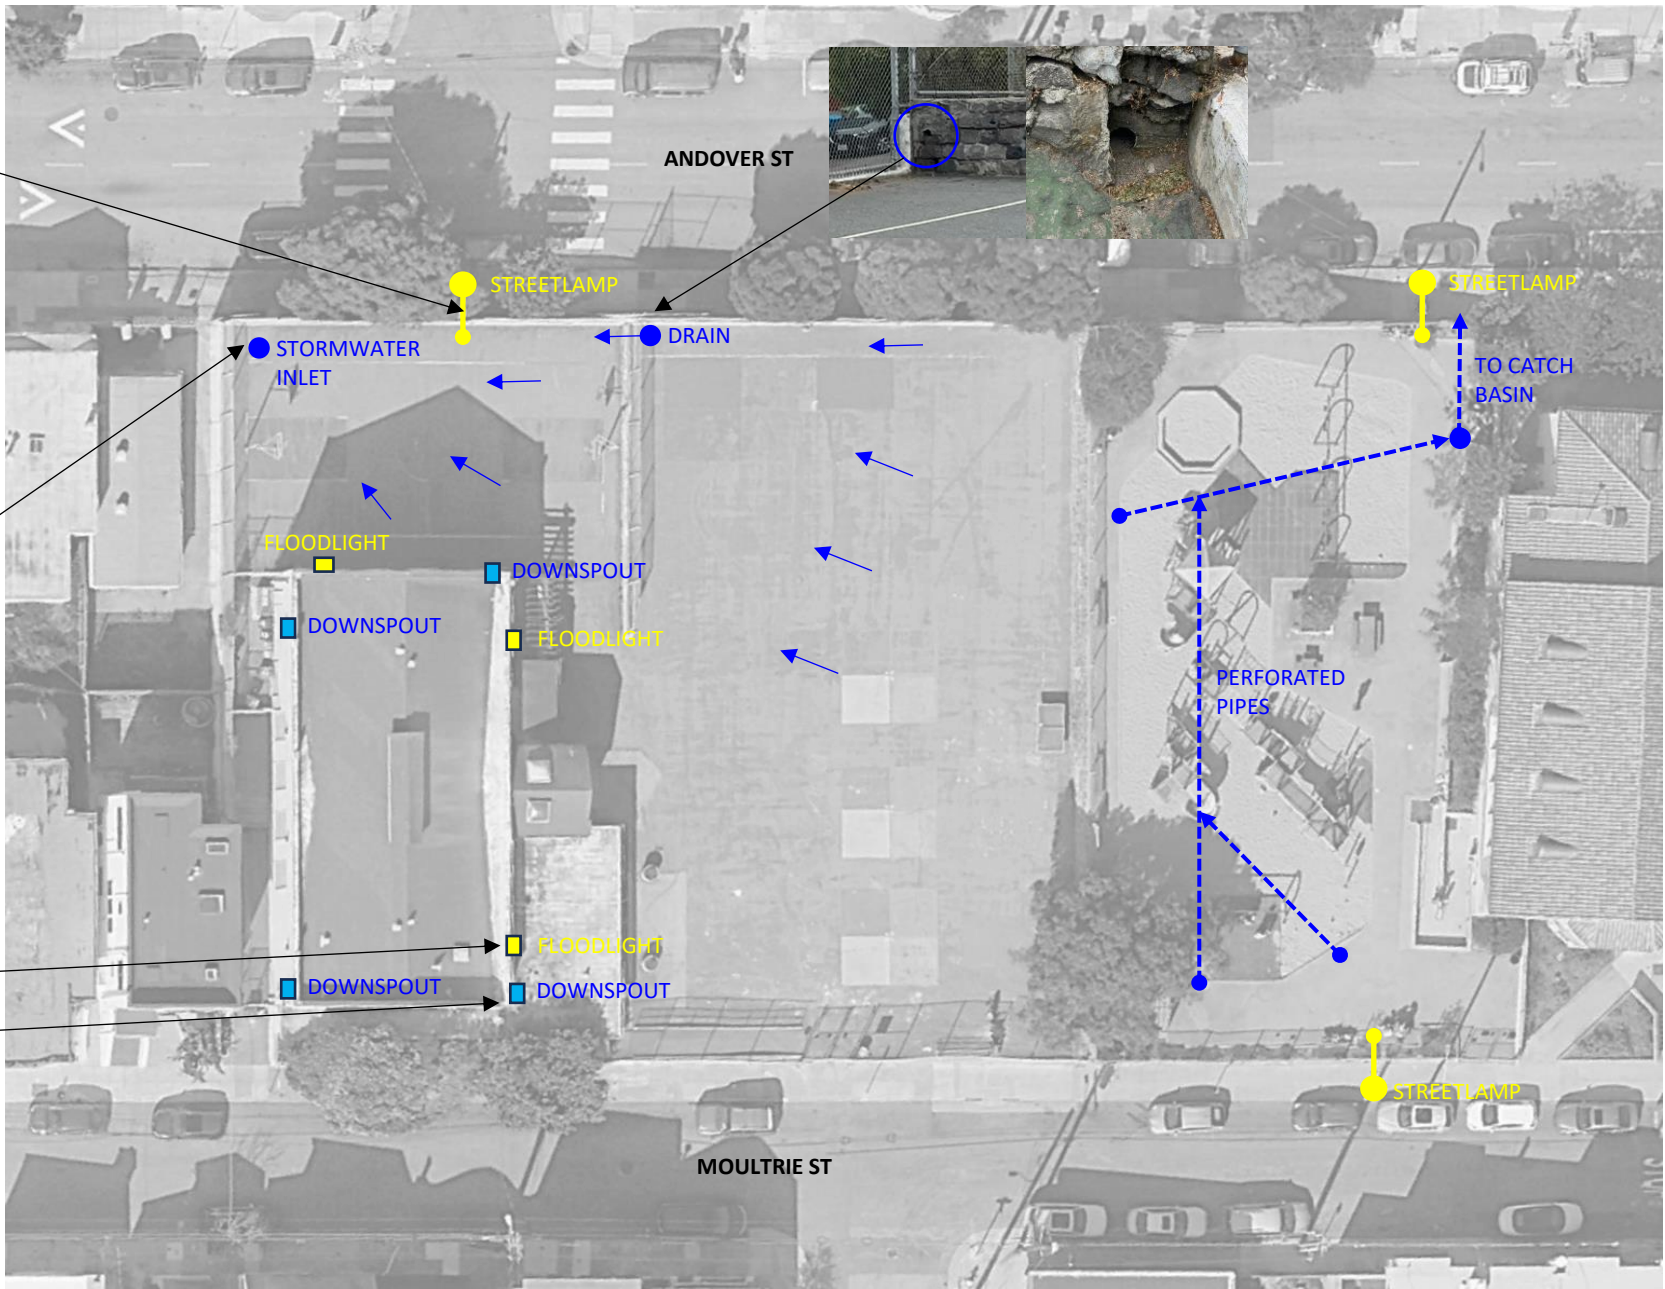 ANDOVER ST
STREETLAMP
STREETLAMP
STORMWATER
INLET
DRAIN
TO CATCH
BASIN
FLOODLIGHT
DOWNSPOUT
DOWNSPOUT
FLOODLIGHT
PERFORATED
PIPES
FLOODLIGHT
DOWNSPOUT
DOWNSPOUT
STREETLAMP
MOULTRIE ST